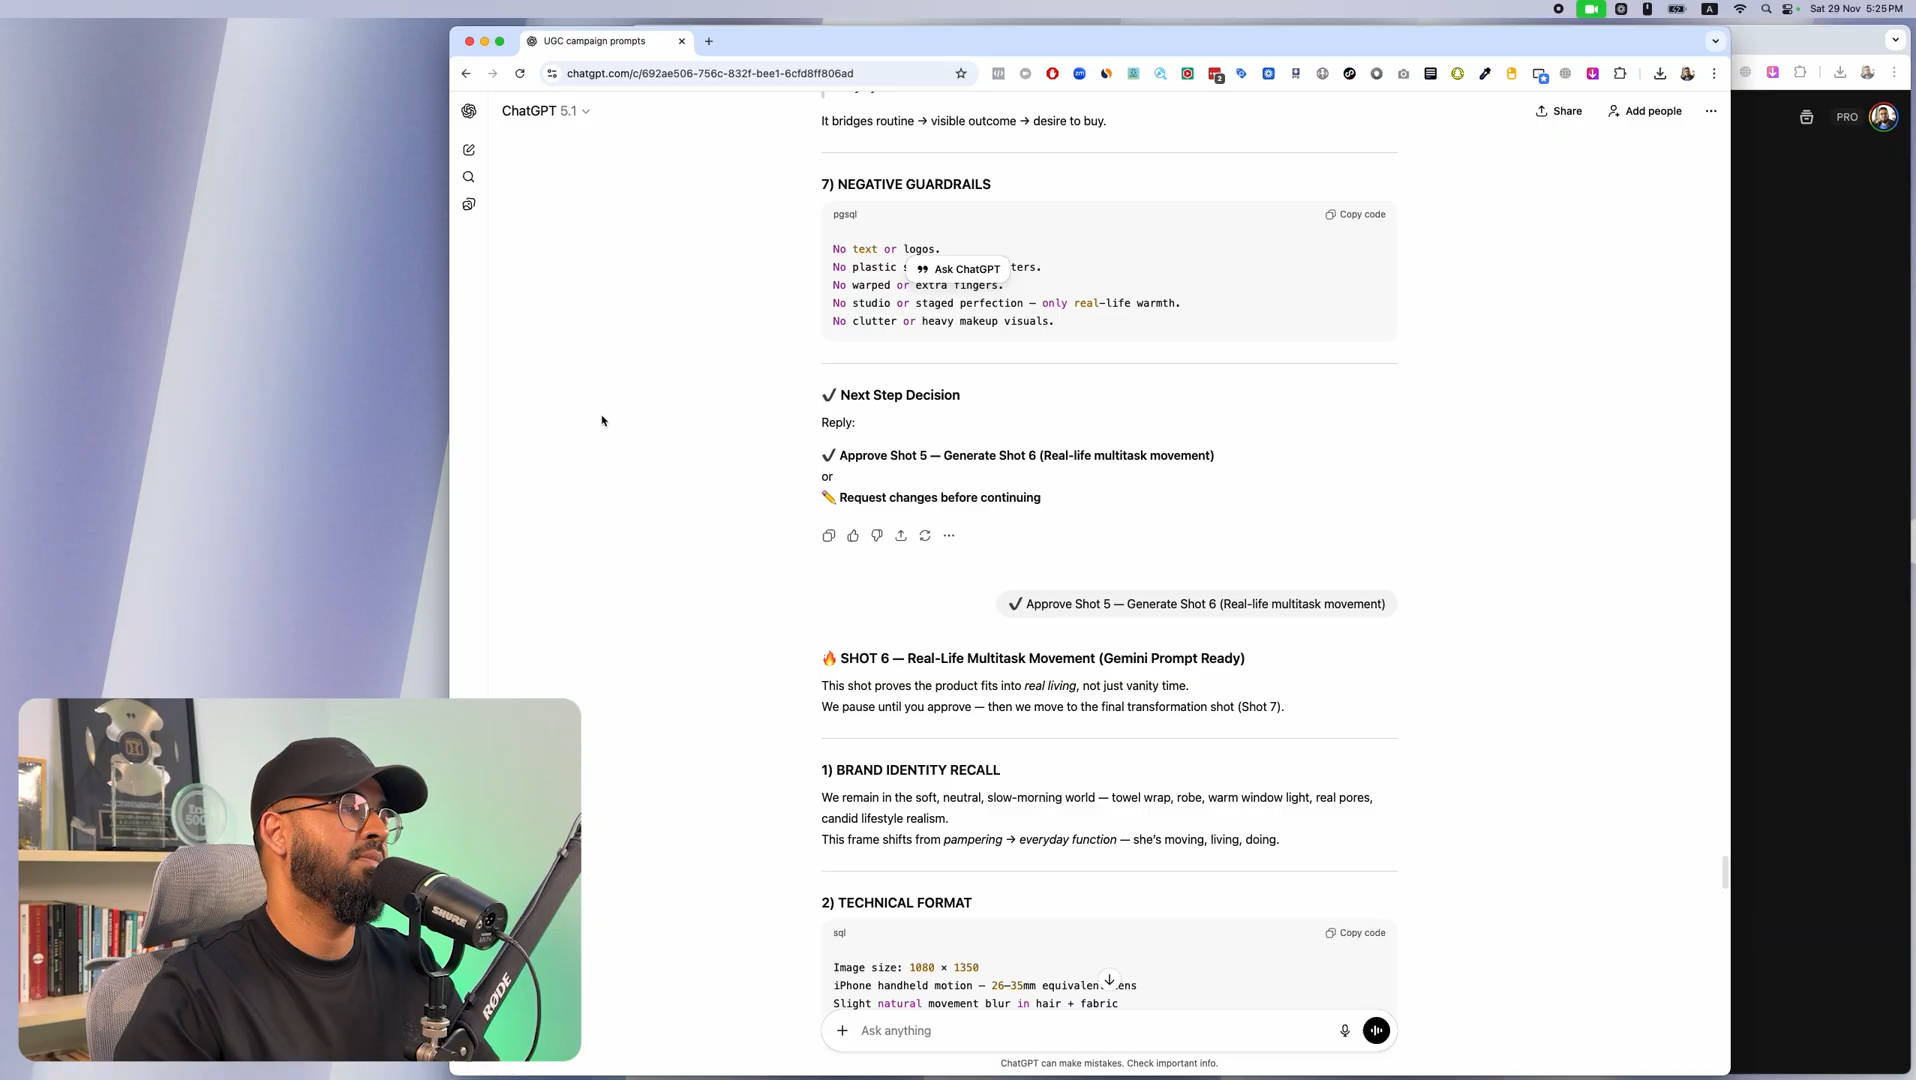 Sat 29 Nov 5:25 PM
UGC campaign prompts
chatgpt.com/c/692ae506-756c-832f-bee1-6cfd8ff806ad
ChatGPT 5.1
Share
Add people
PRO
It bridges routine → visible outcome → desire to buy.
7) NEGATIVE GUARDRAILS
pgsql
Copy code
No text or logos.
No plastic
Ask ChatGPT
No warped or extra fingers.
No studio or staged perfection — only real-life warmth.
No clutter or heavy makeup visuals.
✔ Next Step Decision
Reply:
✔ Approve Shot 5 — Generate Shot 6 (Real-life multitask movement)
or
✏️ Request changes before continuing
✔ Approve Shot 5 — Generate Shot 6 (Real-life multitask movement)
🔥 SHOT 6 — Real-Life Multitask Movement (Gemini Prompt Ready)
This shot proves the product fits into real living, not just vanity time.
We pause until you approve — then we move to the final transformation shot (Shot 7).
1) BRAND IDENTITY RECALL
We remain in the soft, neutral, slow-morning world — towel wrap, robe, warm window light, real pores,
candid lifestyle realism.
This frame shifts from pampering → everyday function — she's moving, living, doing.
2) TECHNICAL FORMAT
sql
Copy code
Image size: 1080 × 1350
iPhone handheld motion — 26–35mm equivalent lens
Slight natural movement blur in hair + fabric
Ask anything
ChatGPT can make mistakes. Check important info.
SHURE
RØDE